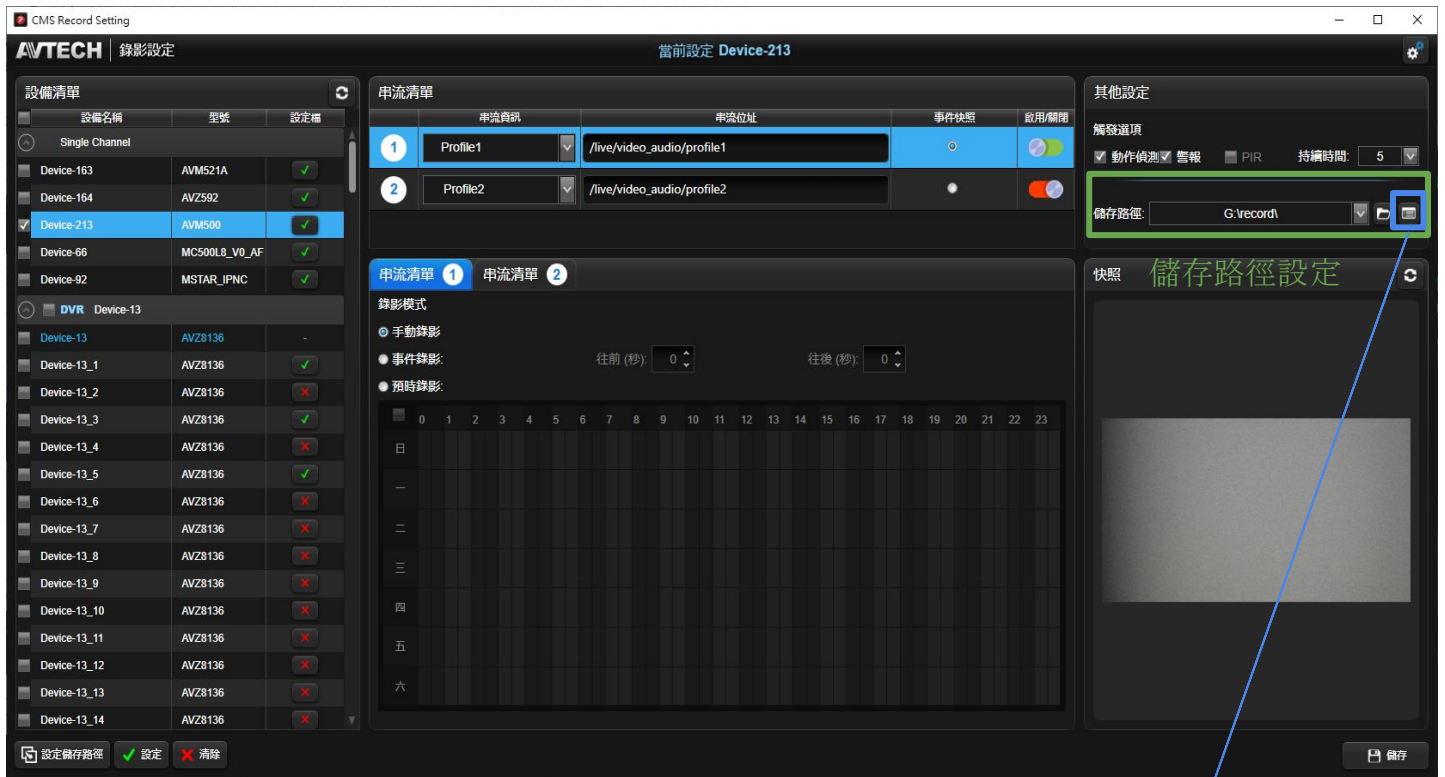 CMS Record Setting
AVTECH 錄影設定
當前設定 Device-213
設備清單
設備名稱 型號 設定檔
Single Channel
Device-163 AVM521A
Device-164 AVZ592
Device-213 AVM500
Device-66 MC500L8_V0_AF
Device-92 MSTAR_IPNC
DVR Device-13
Device-13 AVZ8136 -
Device-13_1 AVZ8136
Device-13_2 AVZ8136
Device-13_3 AVZ8136
Device-13_4 AVZ8136
Device-13_5 AVZ8136
Device-13_6 AVZ8136
Device-13_7 AVZ8136
Device-13_8 AVZ8136
Device-13_9 AVZ8136
Device-13_10 AVZ8136
Device-13_11 AVZ8136
Device-13_12 AVZ8136
Device-13_13 AVZ8136
Device-13_14 AVZ8136
串流清單
串流資訊 串流位址 事件快照 啟用/關閉
1 Profile1 /live/video_audio/profile1
2 Profile2 /live/video_audio/profile2
串流清單 1 串流清單 2
錄影模式
手動錄影
事件錄影: 往前 (秒): 0 往後 (秒): 0
預時錄影:
0 1 2 3 4 5 6 7 8 9 10 11 12 13 14 15 16 17 18 19 20 21 22 23
日
一
二
三
四
五
六
其他設定
觸發選項
動作偵測 警報 PIR 持續時間: 5
儲存路徑: G:\record\
快照 儲存路徑設定
設定儲存路徑 設定 清除 儲存